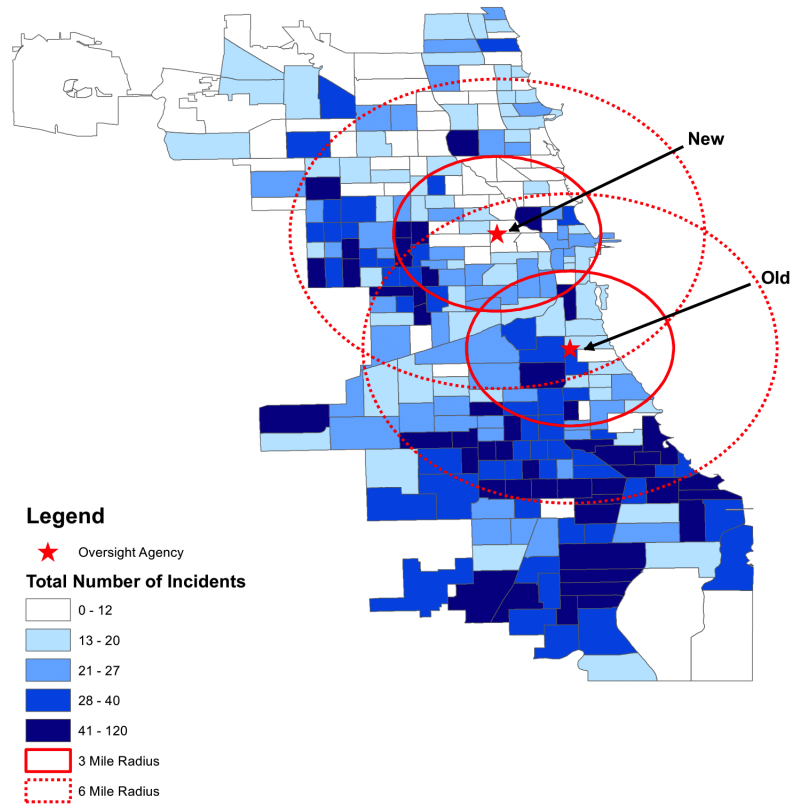 New
Old
Legend
Oversight Agency
Total Number of Incidents
0 - 12
13 - 20
21 - 27
28 - 40
41 - 120
3 Mile Radius
6 Mile Radius